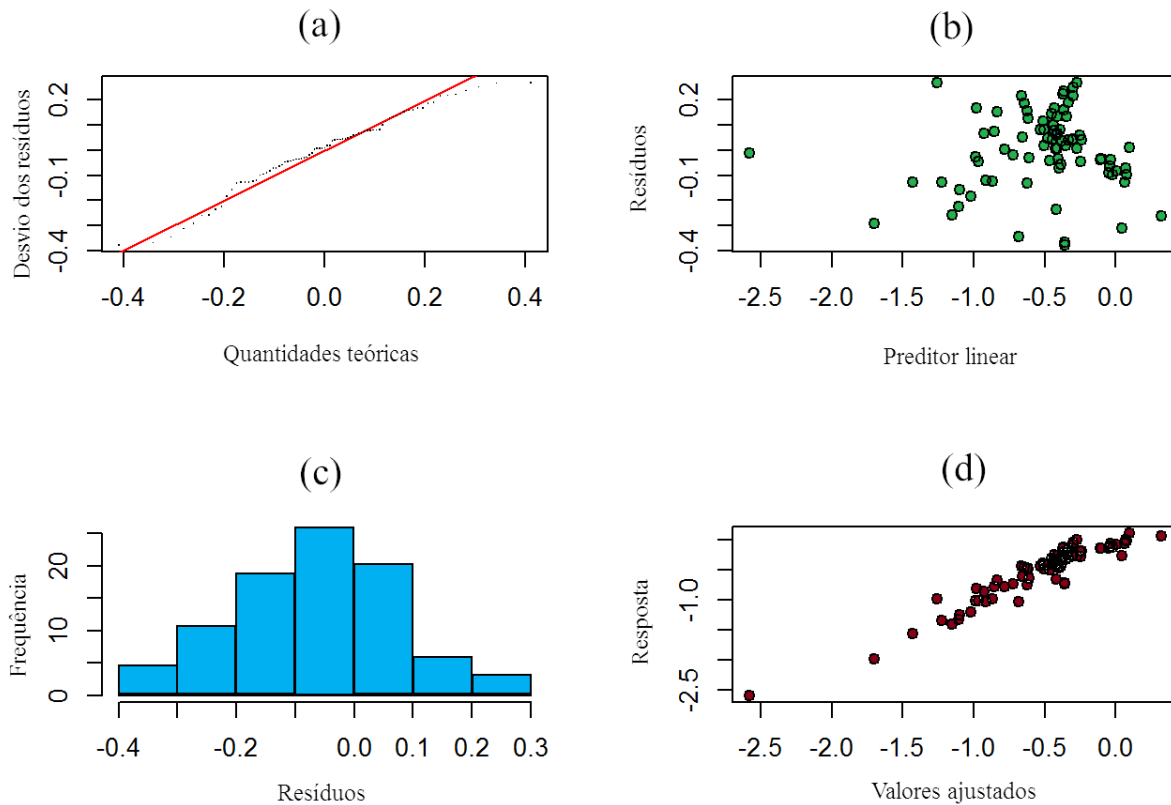 (a)
Desvio dos resíduos
0.2
-0.1
-0.4
-0.4
-0.2
0.0
0.2
0.4
Quantidades teóricas
(b)
Resíduos
0.2
-0.1
-0.4
-2.5
-2.0
-1.5
-1.0
-0.5
0.0
Preditor linear
(c)
Frequência
20
10
0
-0.4
-0.2
0.0
0.1
0.2
0.3
Resíduos
(d)
Resposta
-1.0
-2.5
-2.5
-2.0
-1.5
-1.0
-0.5
0.0
Valores ajustados